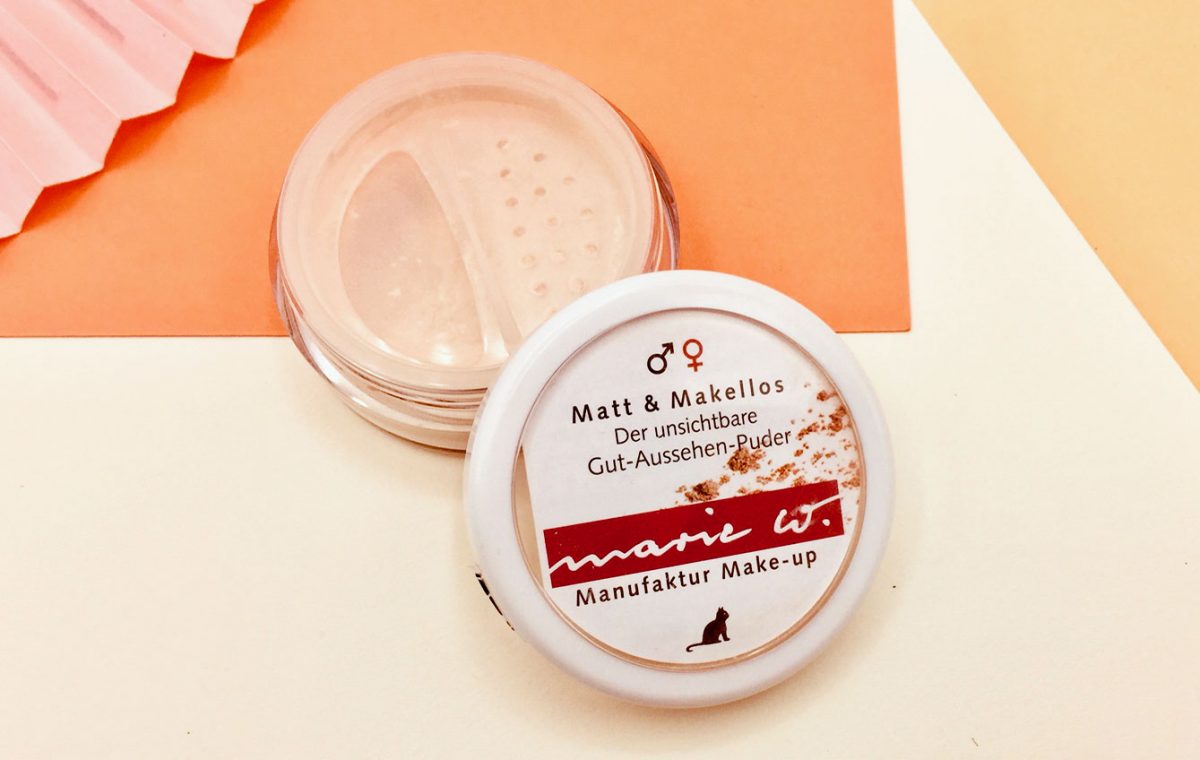 ♂♀
Matt & Makellos
Der unsichtbare
Gut-Aussehen-Puder
marie w.
Manufaktur Make-up